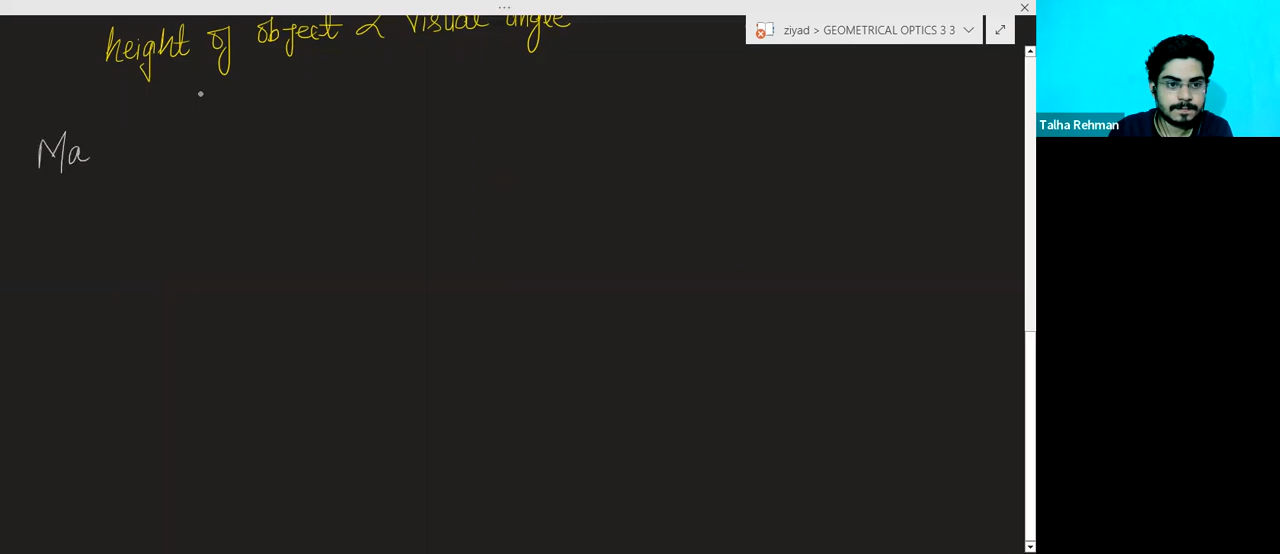 height of object ∝ visual angle
ziyad > GEOMETRICAL OPTICS 3 3
Talha Rehman
Ma